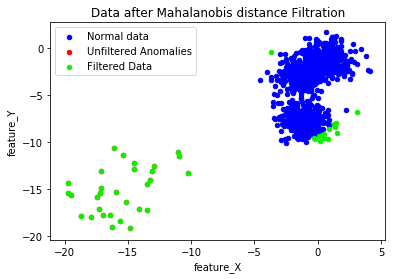 Data after Mahalanobis distance Filtration
Normal data
Unfiltered Anomalies
Filtered Data
feature_Y
0
−5
−10
−15
−20
−20
−15
−10
−5
0
5
feature_X